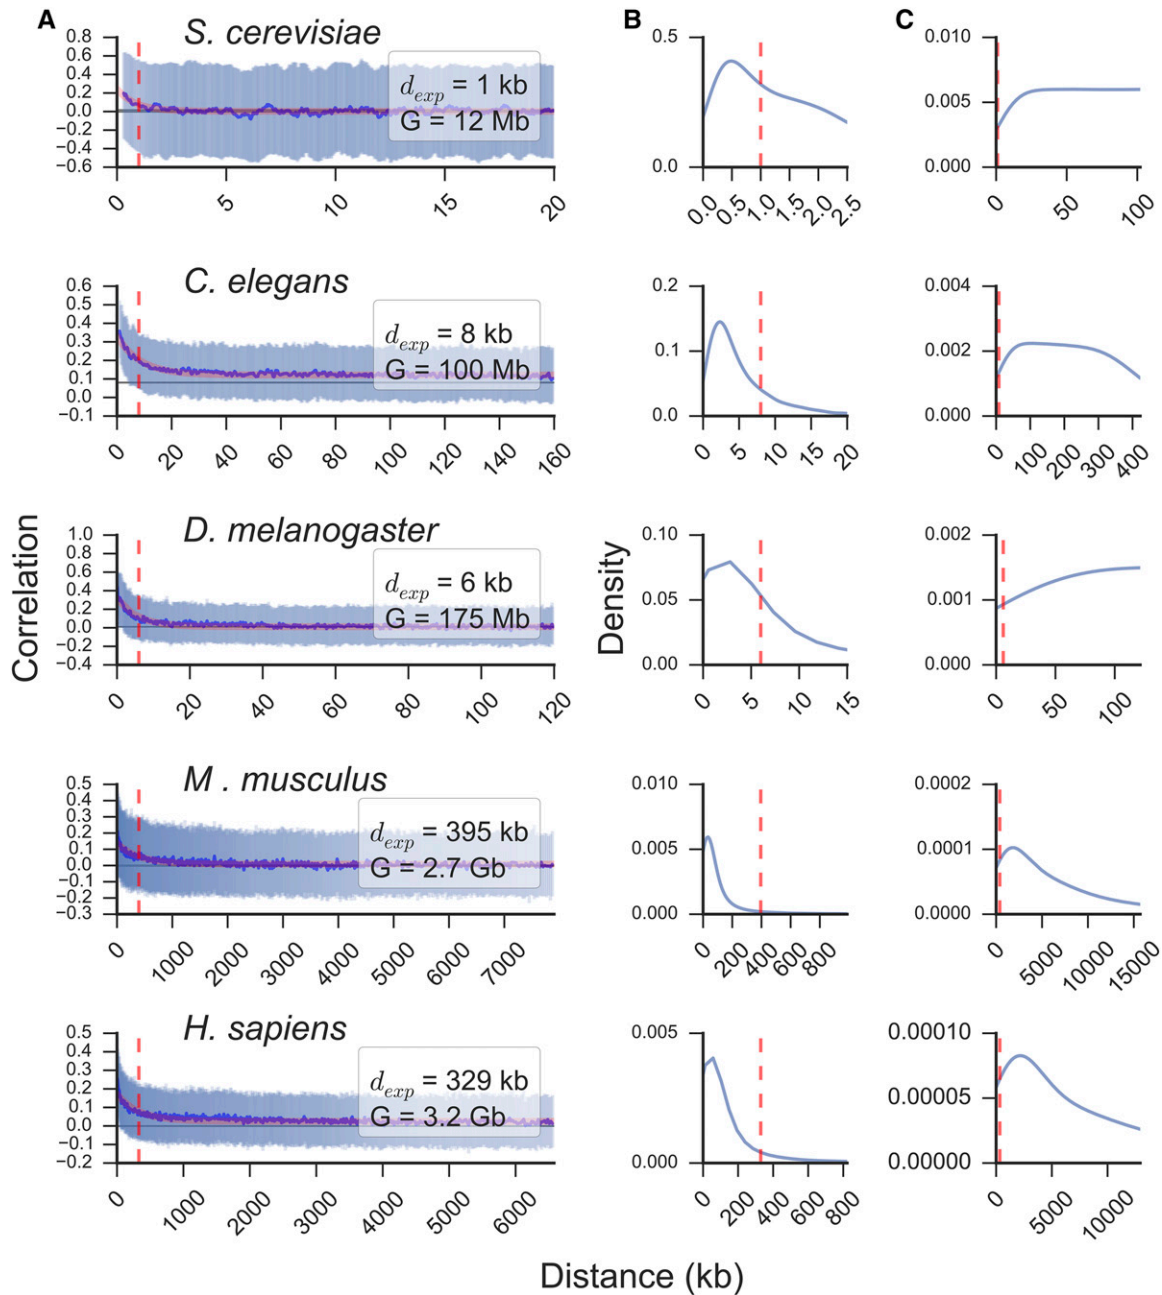 A
B
C
S. cerevisiae
0.8
0.6
0.4
0.2
0.0
−0.2
−0.4
−0.6
d_exp = 1 kb
G = 12 Mb
0 5 10 15 20
0.5
0.0
0.0 0.5 1.0 1.5 2.0 2.5
0.010
0.005
0.000
0 50 100
C. elegans
0.6
0.5
0.4
0.3
0.2
0.1
0.0
−0.1
d_exp = 8 kb
G = 100 Mb
0 20 40 60 80 100 120 140 160
0.2
0.1
0.0
0 5 10 15 20
0.004
0.002
0.000
0 100 200 300 400
D. melanogaster
1.0
0.8
0.6
0.4
0.2
0.0
−0.2
−0.4
d_exp = 6 kb
G = 175 Mb
0 20 40 60 80 100 120
0.10
0.05
0.00
0 5 10 15
0.002
0.001
0.000
0 50 100
Correlation
Density
M . musculus
0.5
0.4
0.3
0.2
0.1
0.0
−0.1
−0.2
−0.3
d_exp = 395 kb
G = 2.7 Gb
0 1000 2000 3000 4000 5000 6000 7000
0.010
0.005
0.000
0 200 400 600 800
0.0002
0.0001
0.0000
0 5000 10000 15000
H. sapiens
0.5
0.4
0.3
0.2
0.1
0.0
−0.1
−0.2
d_exp = 329 kb
G = 3.2 Gb
0 1000 2000 3000 4000 5000 6000
0.005
0.000
0 200 400 600 800
0.00010
0.00005
0.00000
0 5000 10000
Distance (kb)